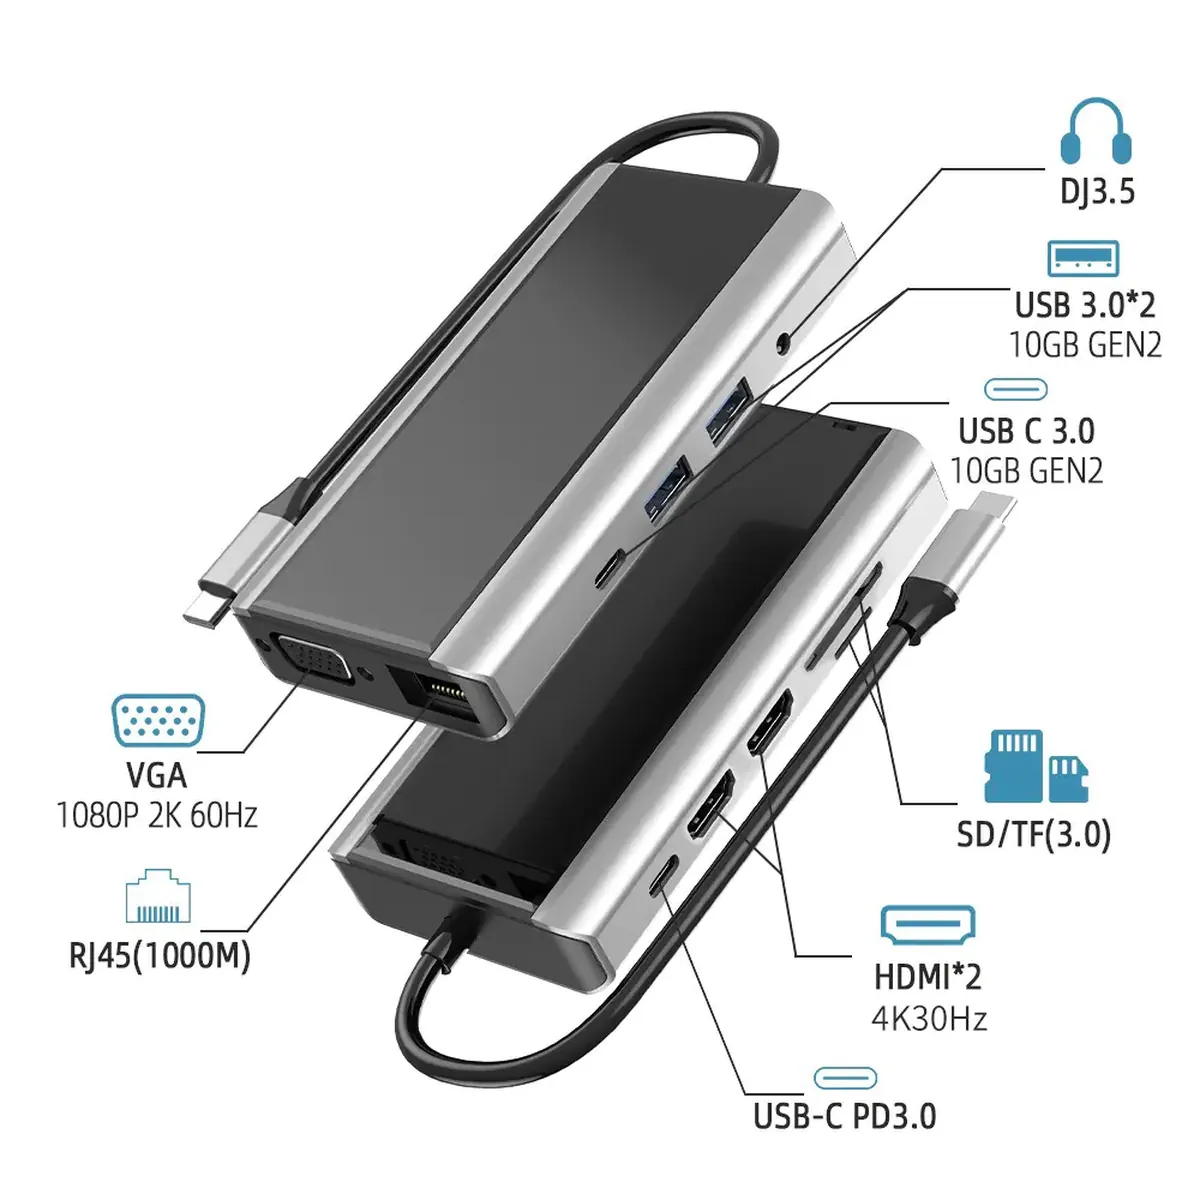 DJ3.5
USB 3.0*2
10GB GEN2
USB C 3.0
10GB GEN2
VGA
1080P 2K 60Hz
SD/TF(3.0)
RJ45(1000M)
HDMI*2
4K30Hz
USB-C PD3.0